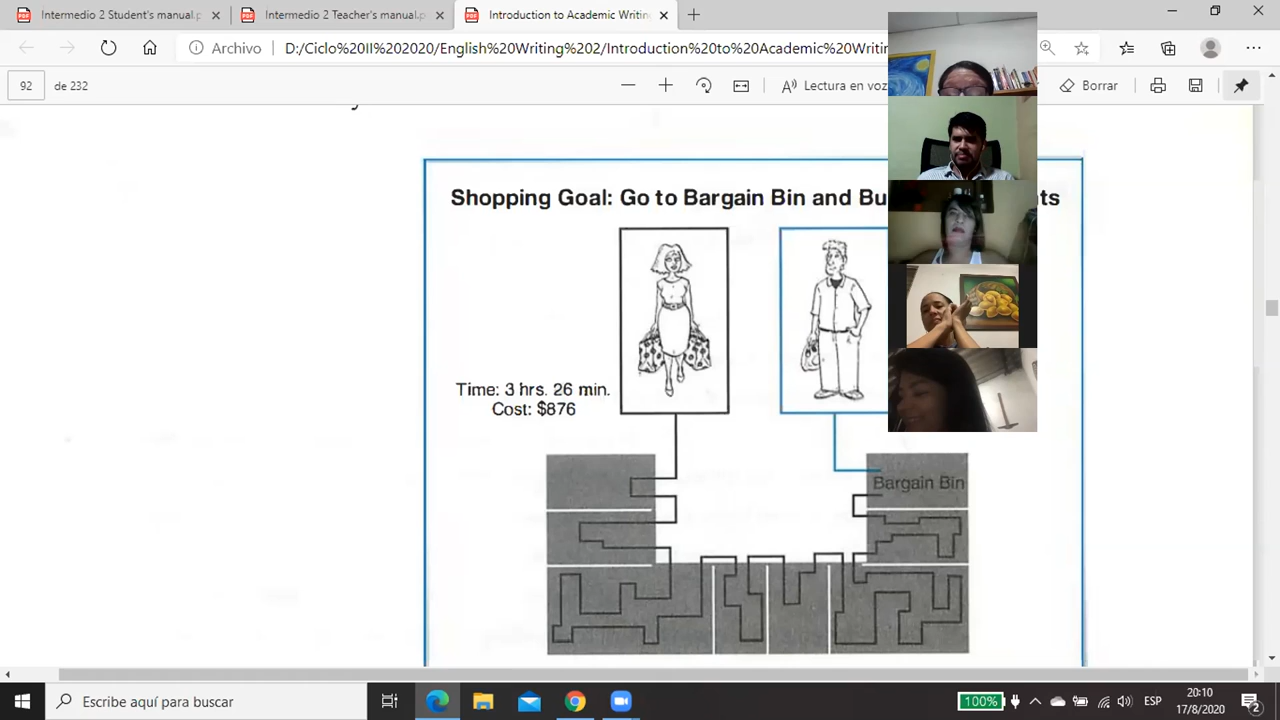 Intermedio 2 Student's manual.p
Intermedio 2 Teacher's manual.p
Introduction to Academic Writing
Archivo
D:/Ciclo%20II%202020/English%20Writing%202/Introduction%20to%20Academic%20Writin
92
de 232
Lectura en voz
Borrar
Shopping Goal: Go to Bargain Bin and Bu
ts
Time: 3 hrs. 26 min.
Cost: $876
Bargain Bin
Escribe aquí para buscar
100%
ESP
20:10
17/8/2020
2